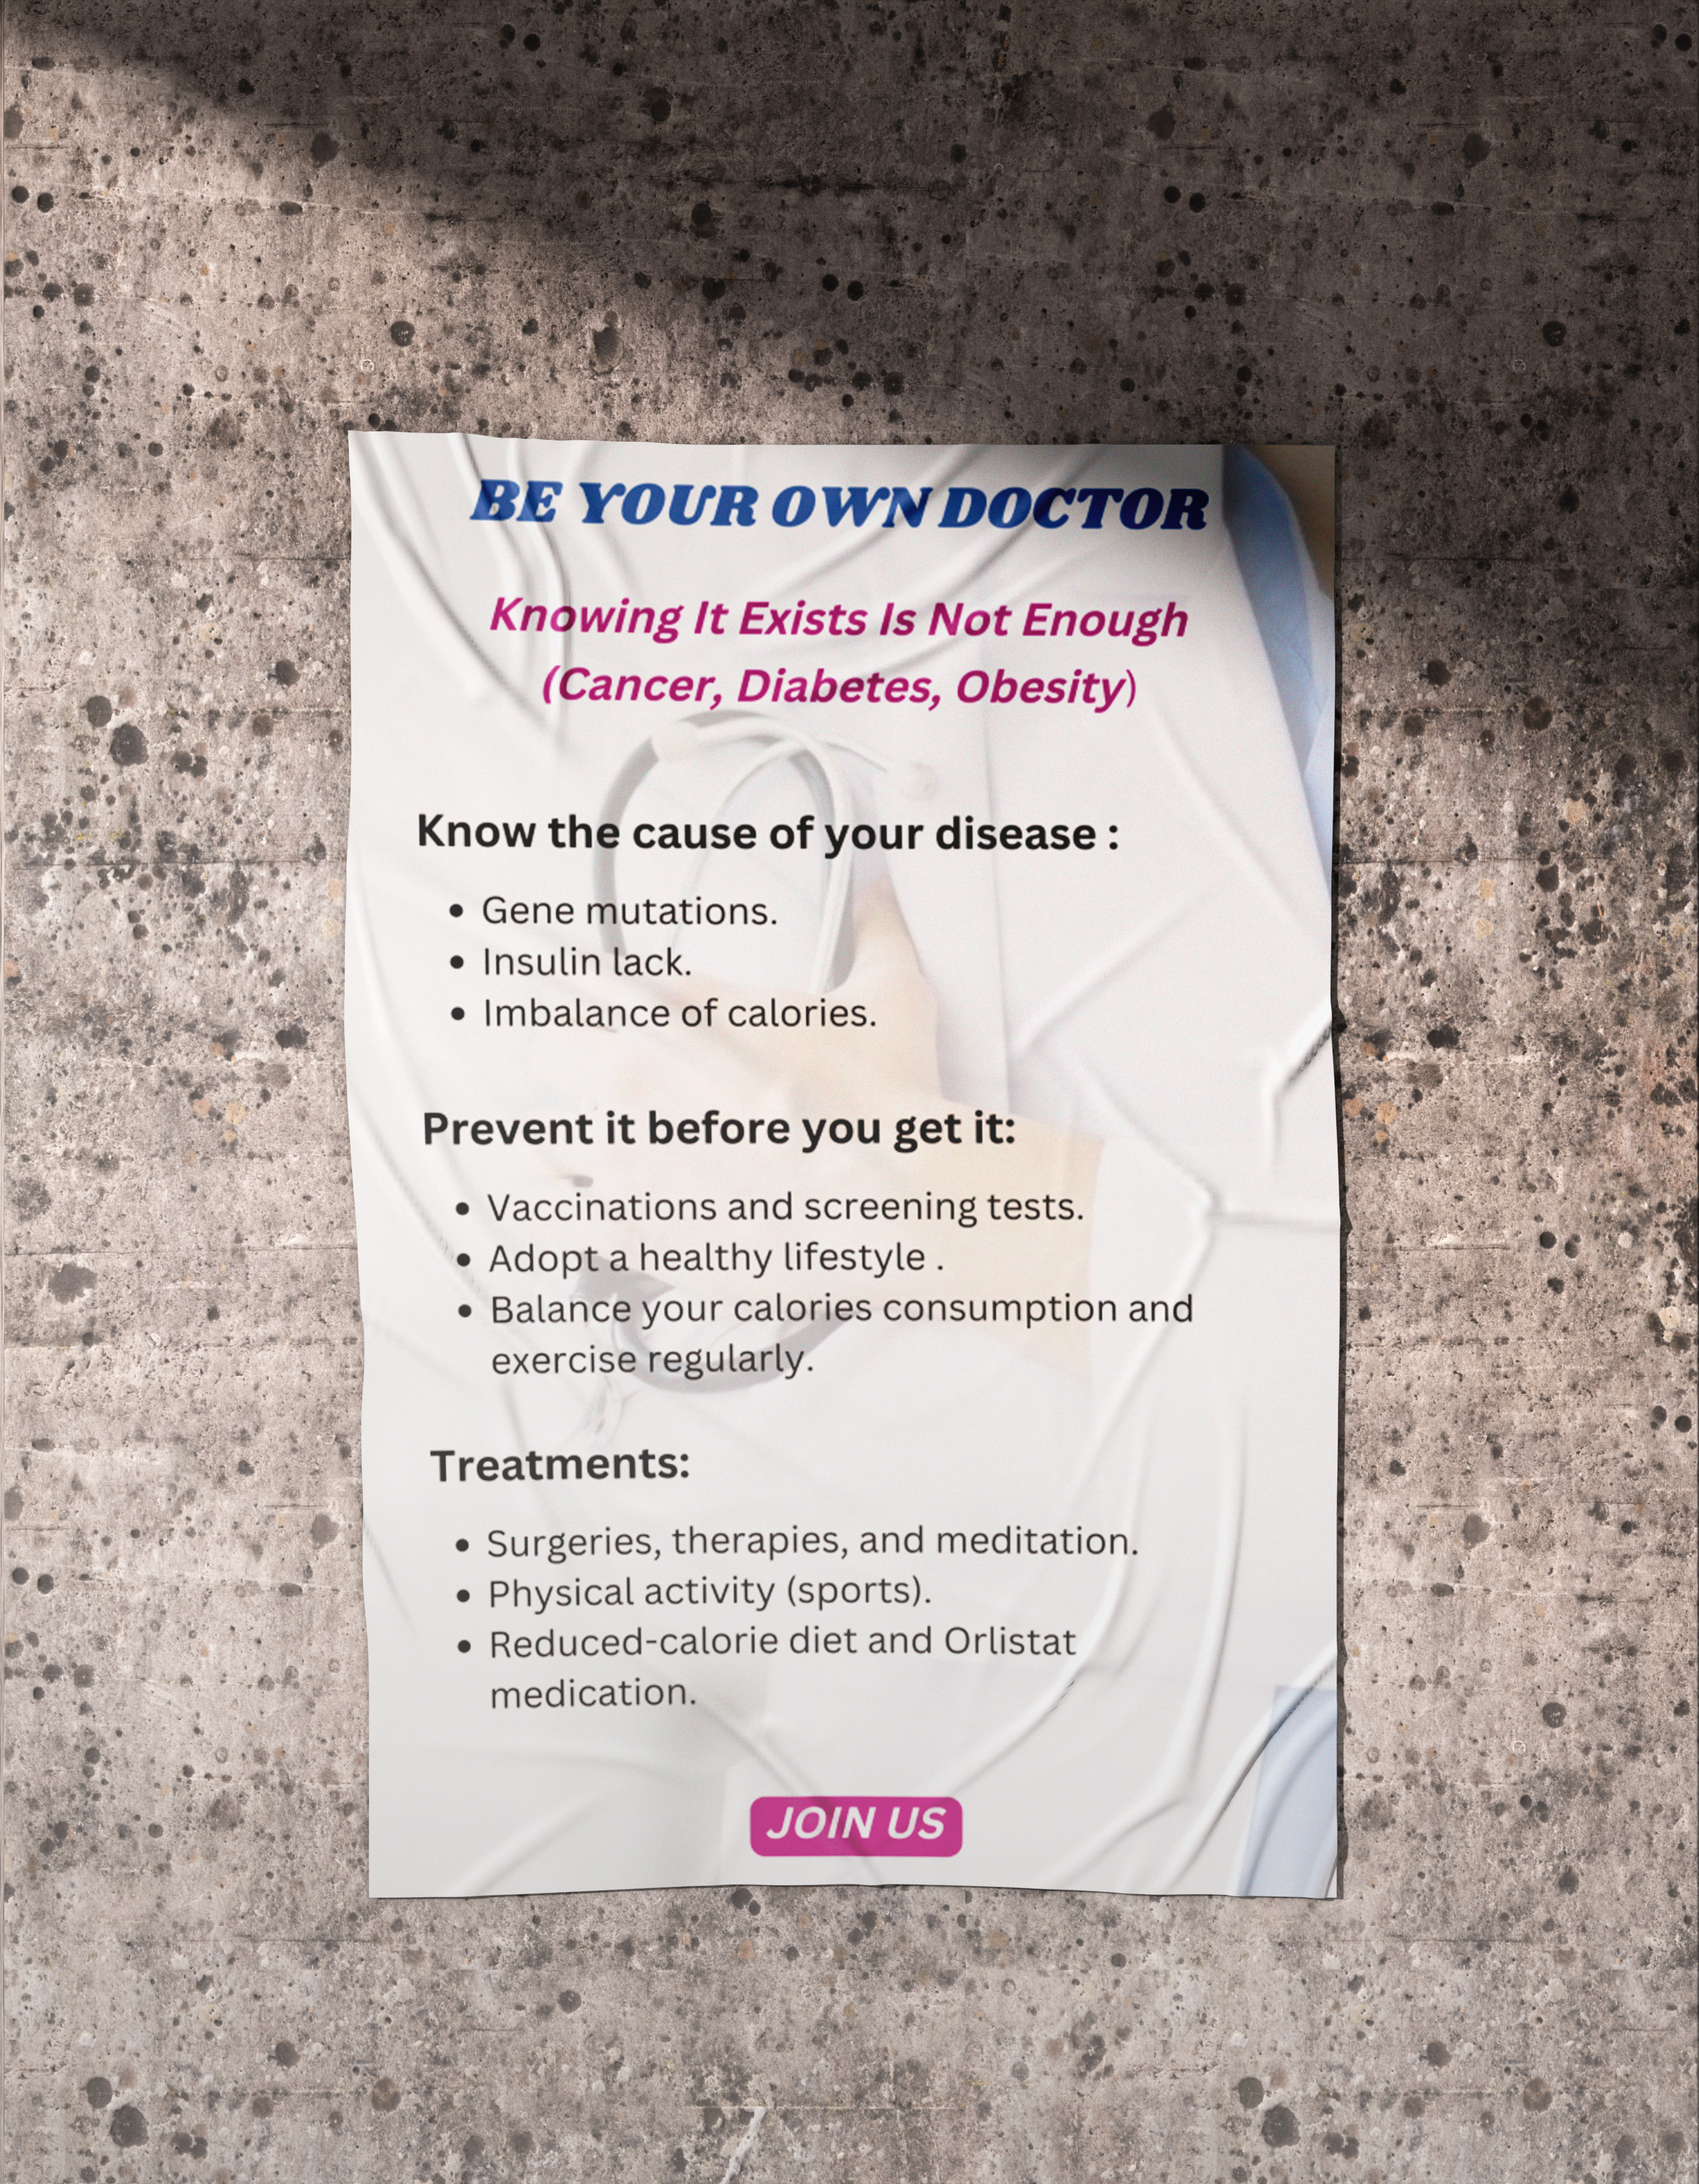 BE YOUR OWN DOCTOR
Knowing It Exists Is Not Enough
(Cancer, Diabetes, Obesity)
Know the cause of your disease :
• Gene mutations.
• Insulin lack.
• Imbalance of calories.
Prevent it before you get it:
• Vaccinations and screening tests.
• Adopt a healthy lifestyle .
• Balance your calories consumption and
exercise regularly.
Treatments:
• Surgeries, therapies, and meditation.
• Physical activity (sports).
• Reduced-calorie diet and Orlistat
medication.
JOIN US